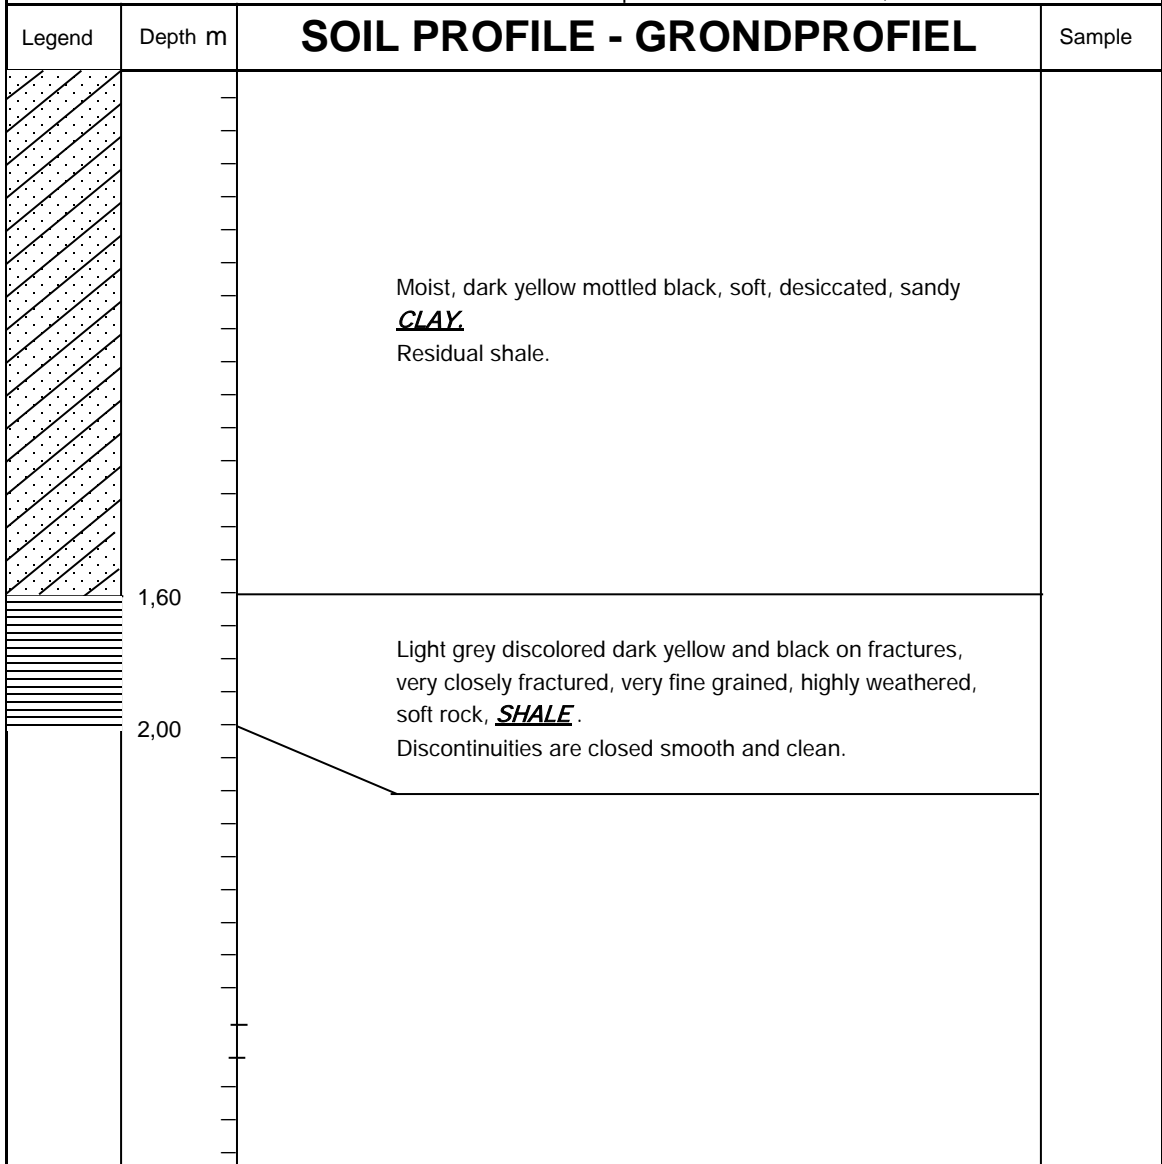 Legend Depth m SOIL PROFILE - GRONDPROFIEL Sample
Moist, dark yellow mottled black, soft, desiccated, sandy
CLAY.
Residual shale.
1,60
Light grey discolored dark yellow and black on fractures,
very closely fractured, very fine grained, highly weathered,
soft rock, SHALE .
2,00
Discontinuities are closed smooth and clean.